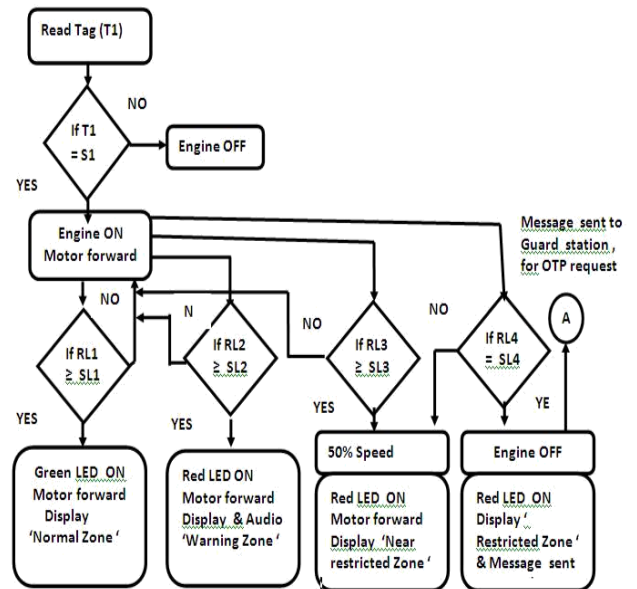 Read Tag (T1)
NO
If T1
= S1
Engine OFF
YES
Engine ON
Motor forward
Message sent to
Guard station,
for OTP request
NO
N
NO
NO
A
If RL1
≥ SL1
If RL2
≥ SL2
If RL3
≥ SL3
If RL4
= SL4
YES
YES
YES
YE
50% Speed
Engine OFF
Green LED ON
Motor forward
Display
'Normal Zone'
Red LED ON
Motor forward
Display & Audio
'Warning Zone'
Red LED ON
Motor forward
Display 'Near
restricted Zone'
Red LED ON
Display '
Restricted Zone'
& Message sent